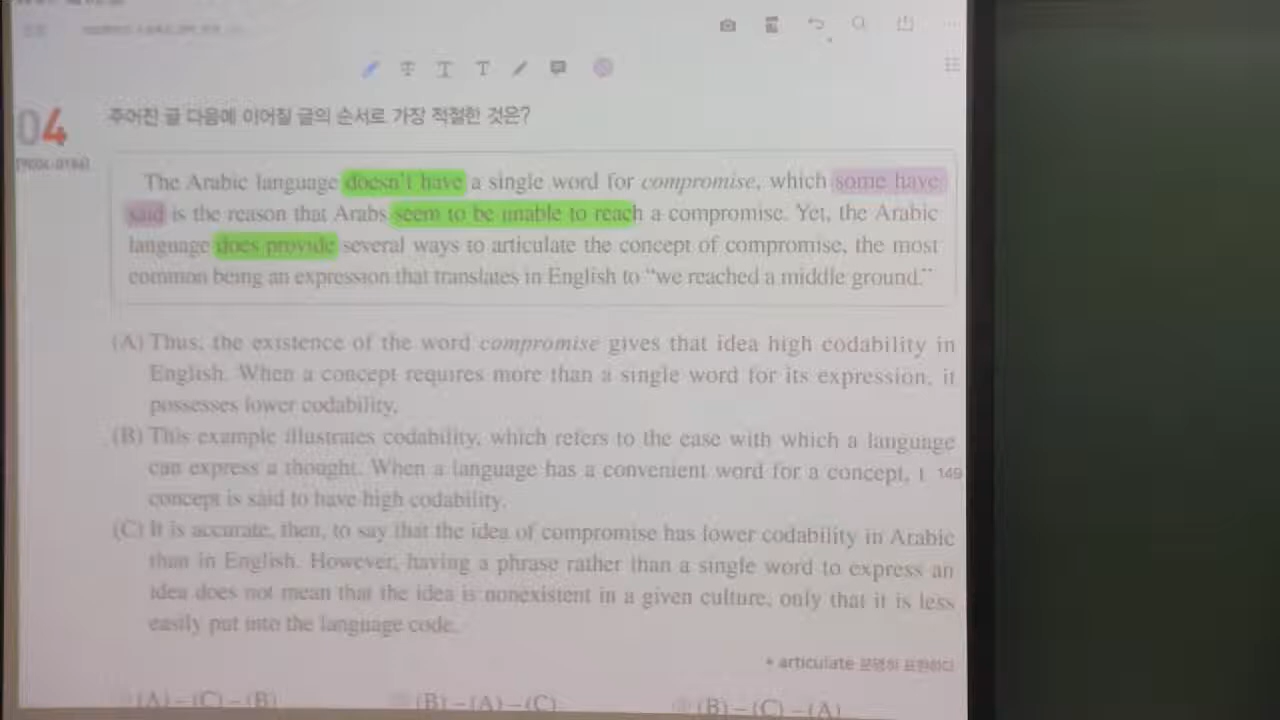 04
주어진 글 다음에 이어질 글의 순서로 가장 적절한 것은?
The Arabic language doesn't have a single word for compromise, which some have
said is the reason that Arabs seem to be unable to reach a compromise. Yet, the Arabic
language does provide several ways to articulate the concept of compromise, the most
common being an expression that translates in English to “we reached a middle ground.”
(A) Thus, the existence of the word compromise gives that idea high codability in
English. When a concept requires more than a single word for its expression, it
possesses lower codability.
(B) This example illustrates codability, which refers to the ease with which a language
can express a thought. When a language has a convenient word for a concept, t 149
concept is said to have high codability.
(C) It is accurate, then, to say that the idea of compromise has lower codability in Arabic
than in English. However, having a phrase rather than a single word to express an
idea does not mean that the idea is nonexistent in a given culture, only that it is less
easily put into the language code.
* articulate 분명히 표현하다
(A)-(C)-(B) (B)-(A)-(C) (B)-(C)-(A)